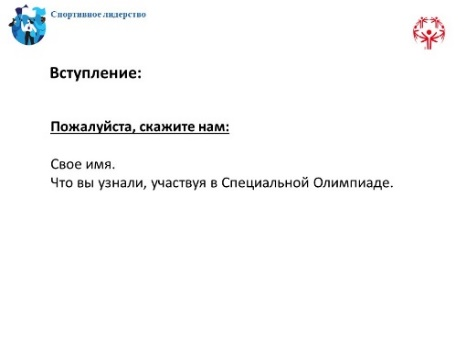 Спортивное лидерство
Вступление:
Пожалуйста, скажите нам:
Свое имя.
Что вы узнали, участвуя в Специальной Олимпиаде.